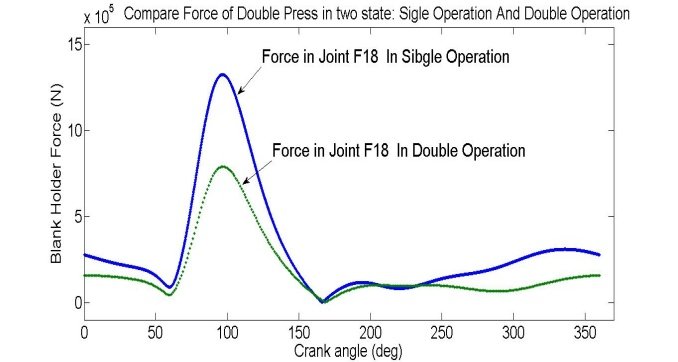 x 10^5 Compare Force of Double Press in two state: Sigle Operation And Double Operation
15
Force in Joint F18 In Sibgle Operation
10
Force in Joint F18 In Double Operation
5
0
Blank Holder Force (N)
0 50 100 150 200 250 300 350
Crank angle (deg)